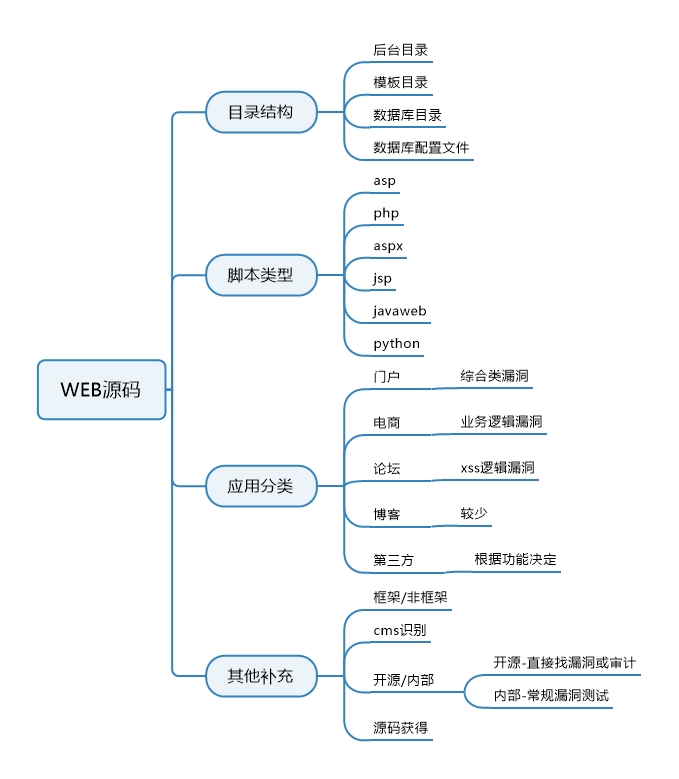 WEB源码
目录结构
后台目录
模板目录
数据库目录
数据库配置文件
脚本类型
asp
php
aspx
jsp
javaweb
python
应用分类
门户
综合类漏洞
电商
业务逻辑漏洞
论坛
xss逻辑漏洞
博客
较少
第三方
根据功能决定
其他补充
框架/非框架
cms识别
开源/内部
开源-直接找漏洞或审计
内部-常规漏洞测试
源码获得